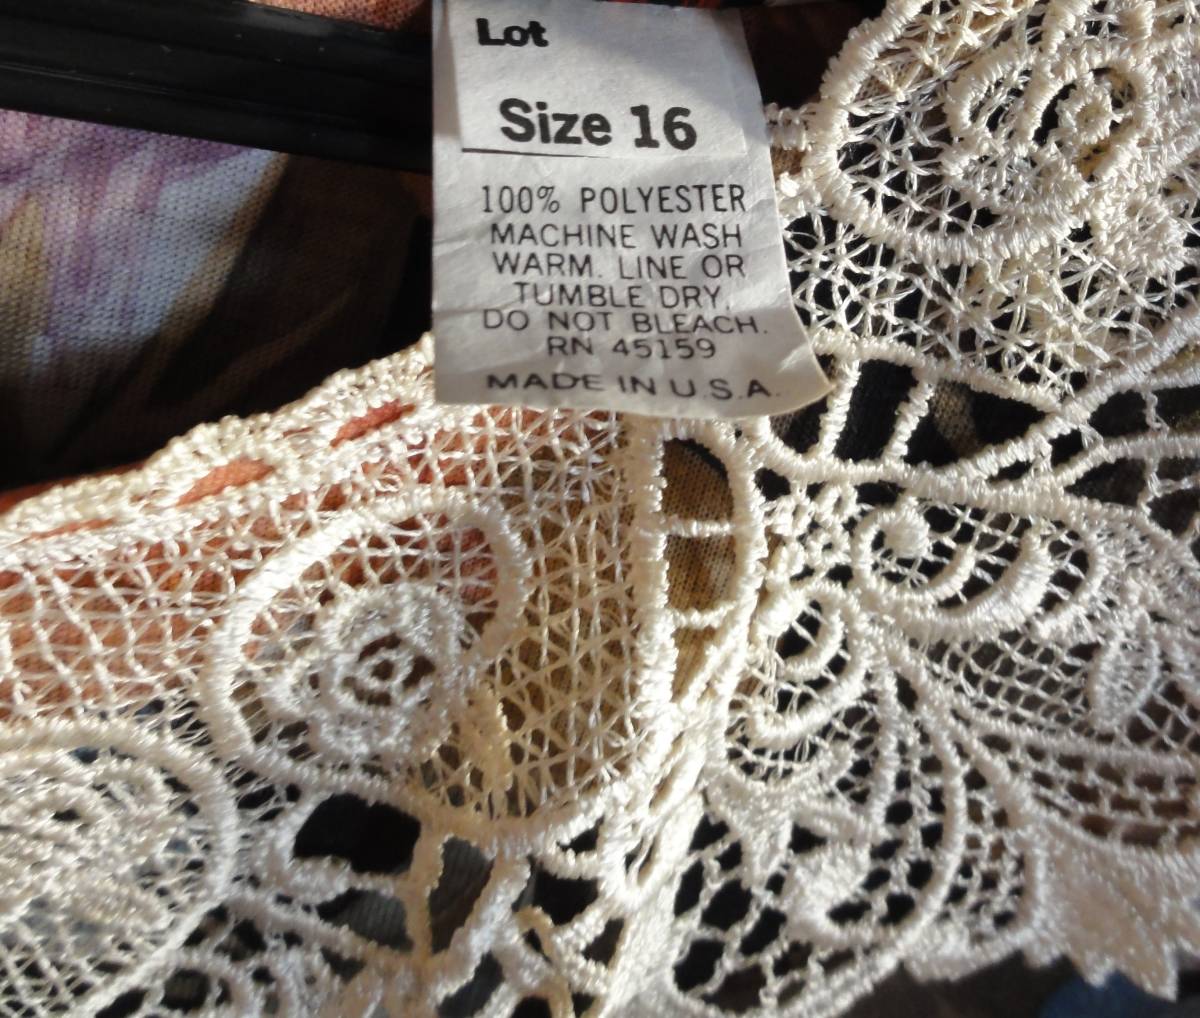 Lot
Size 16
100% POLYESTER
MACHINE WASH
WARM. LINE OR
TUMBLE DRY.
DO NOT BLEACH.
RN 45159
MADE IN U.S.A.